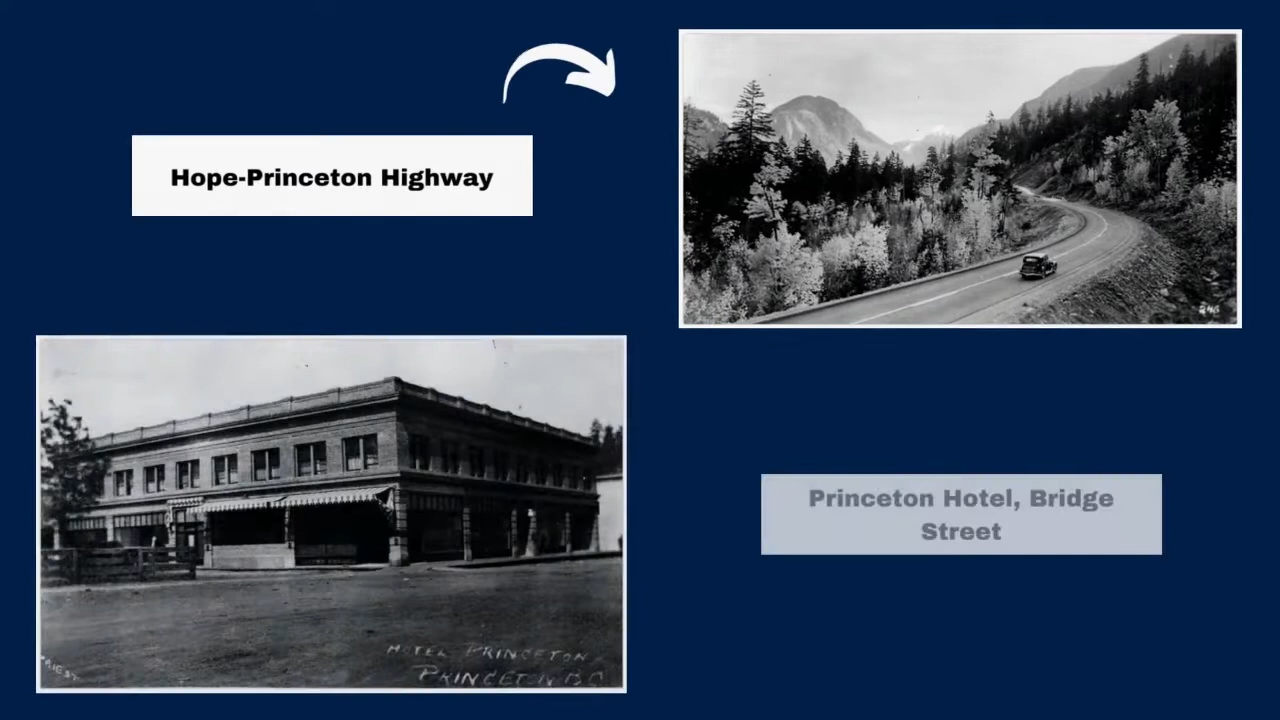 Hope-Princeton Highway
Princeton Hotel, Bridge
Street
HOTEL PRINCETON
PRINCETON B.C.